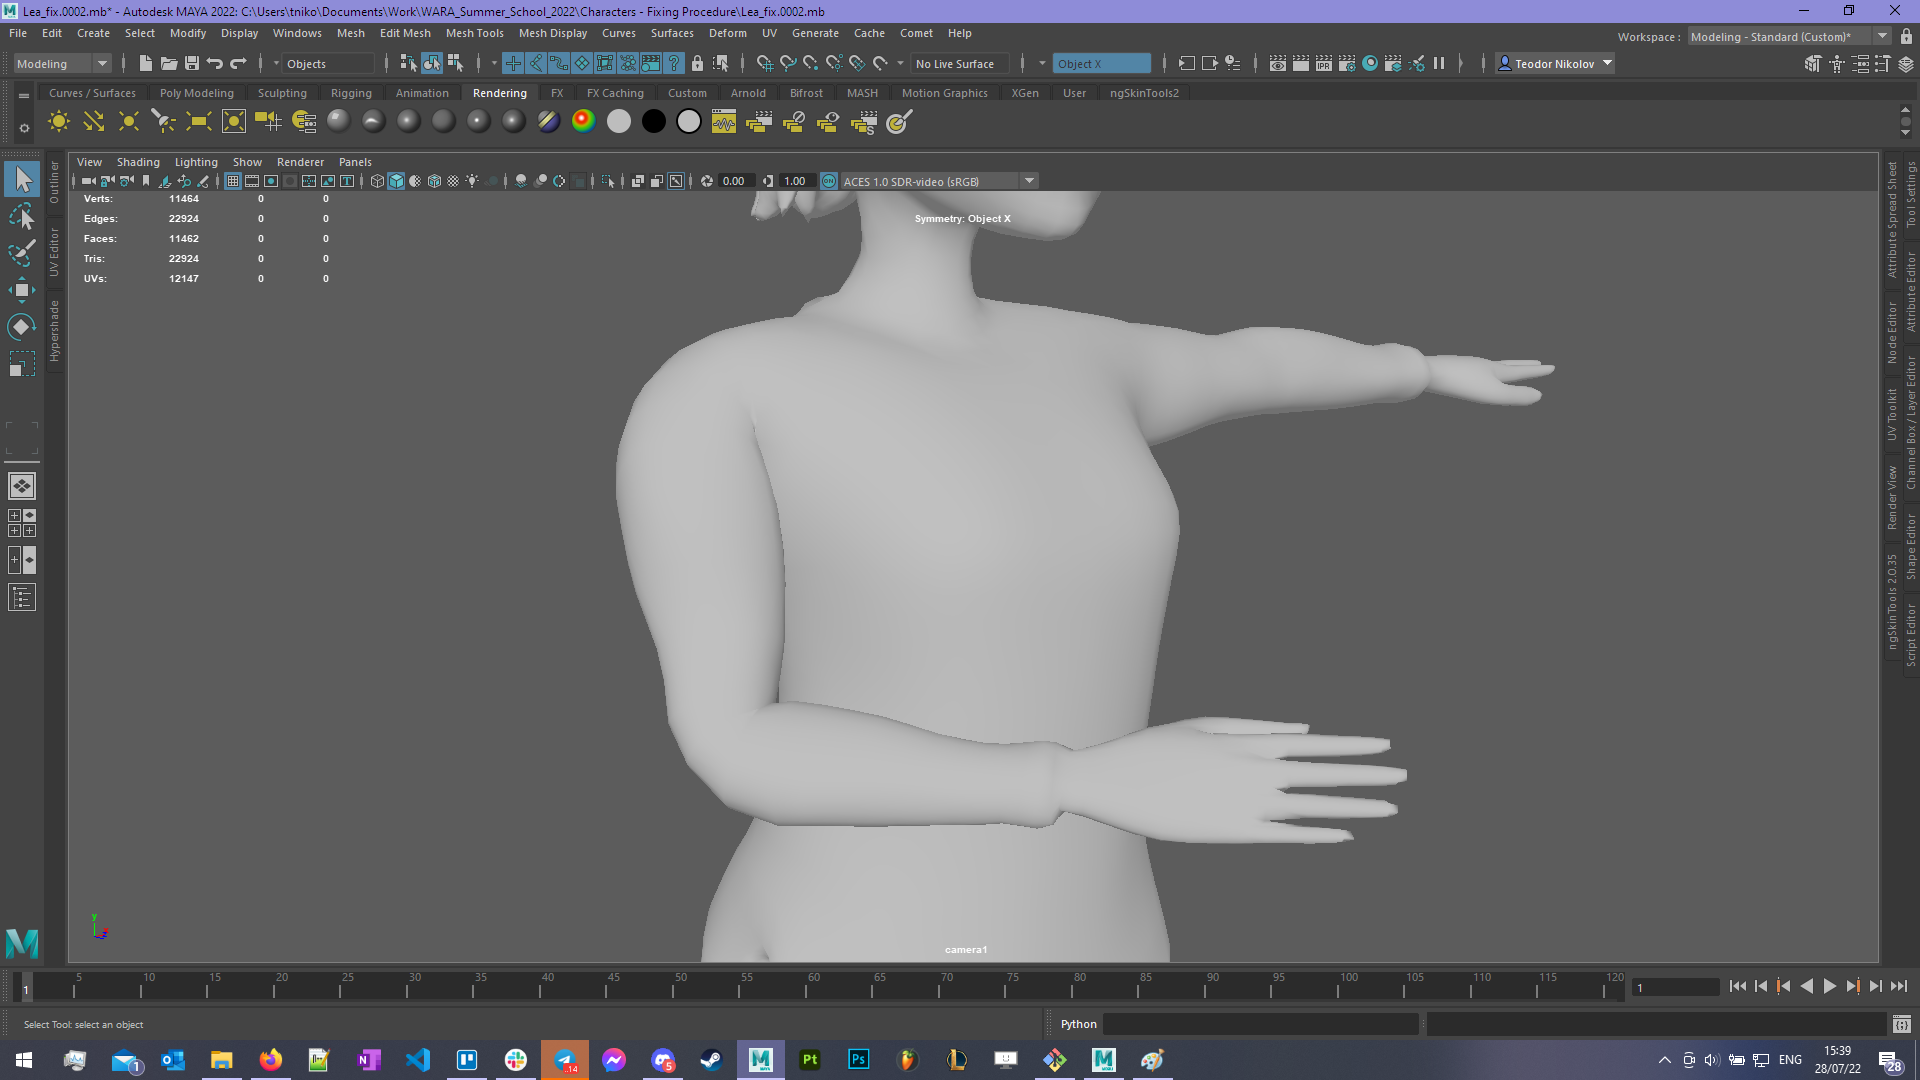 Lea_fix.0002.mb* - Autodesk MAYA 2022: C:\Users\tniko\Documents\Work\WARA_Summer_School_2022\Characters - Fixing Procedure\Lea_fix.0002.mb
File Edit Create Select Modify Display Windows Mesh Edit Mesh Mesh Tools Mesh Display Curves Surfaces Deform UV Generate Cache Comet Help
Workspace : Modeling - Standard (Custom)*
Modeling Objects No Live Surface Object X Teodor Nikolov
Curves / Surfaces Poly Modeling Sculpting Rigging Animation Rendering FX FX Caching Custom Arnold Bifrost MASH Motion Graphics XGen User ngSkinTools2
View Shading Lighting Show Renderer Panels
0.00 1.00 ON ACES 1.0 SDR-video (sRGB)
Verts: 11464 0 0
Edges: 22924 0 0
Faces: 11462 0 0
Tris: 22924 0 0
UVs: 12147 0 0
Symmetry: Object X
Outliner
UV Editor
Hypershade
Attribute Spread Sheet
Node Editor
UV Toolkit
Render View
ngSkinTools 2.0.35
Tool Settings
Attribute Editor
Channel Box / Layer Editor
Shape Editor
Script Editor
y
z
camera1
1 5 10 15 20 25 30 35 40 45 50 55 60 65 70 75 80 85 90 95 100 105 110 115 120
1
Select Tool: select an object
Python
ENG
15:39
28/07/22
28